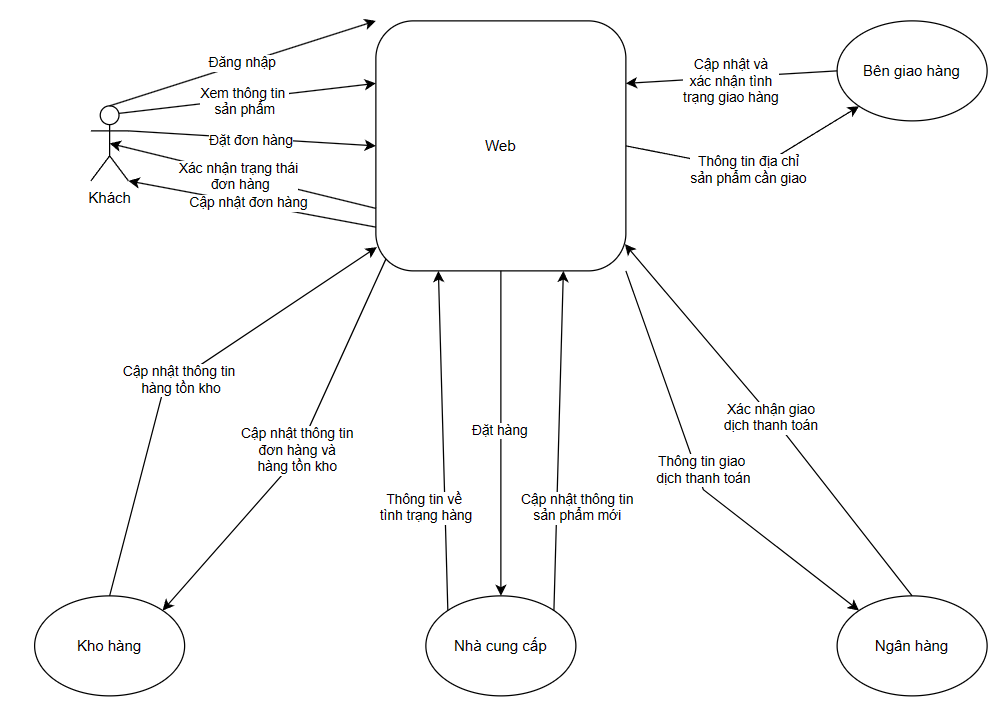 Đăng nhập
Xem thông tin
sản phẩm
Đặt đơn hàng
Xác nhận trạng thái
đơn hàng
Cập nhật đơn hàng
Khách
Web
Cập nhật và
xác nhận tình
trạng giao hàng
Bên giao hàng
Thông tin địa chỉ
sản phẩm cần giao
Cập nhật thông tin
hàng tồn kho
Cập nhật thông tin
đơn hàng và
hàng tồn kho
Đặt hàng
Thông tin về
tình trạng hàng
Cập nhật thông tin
sản phẩm mới
Xác nhận giao
dịch thanh toán
Thông tin giao
dịch thanh toán
Kho hàng
Nhà cung cấp
Ngân hàng